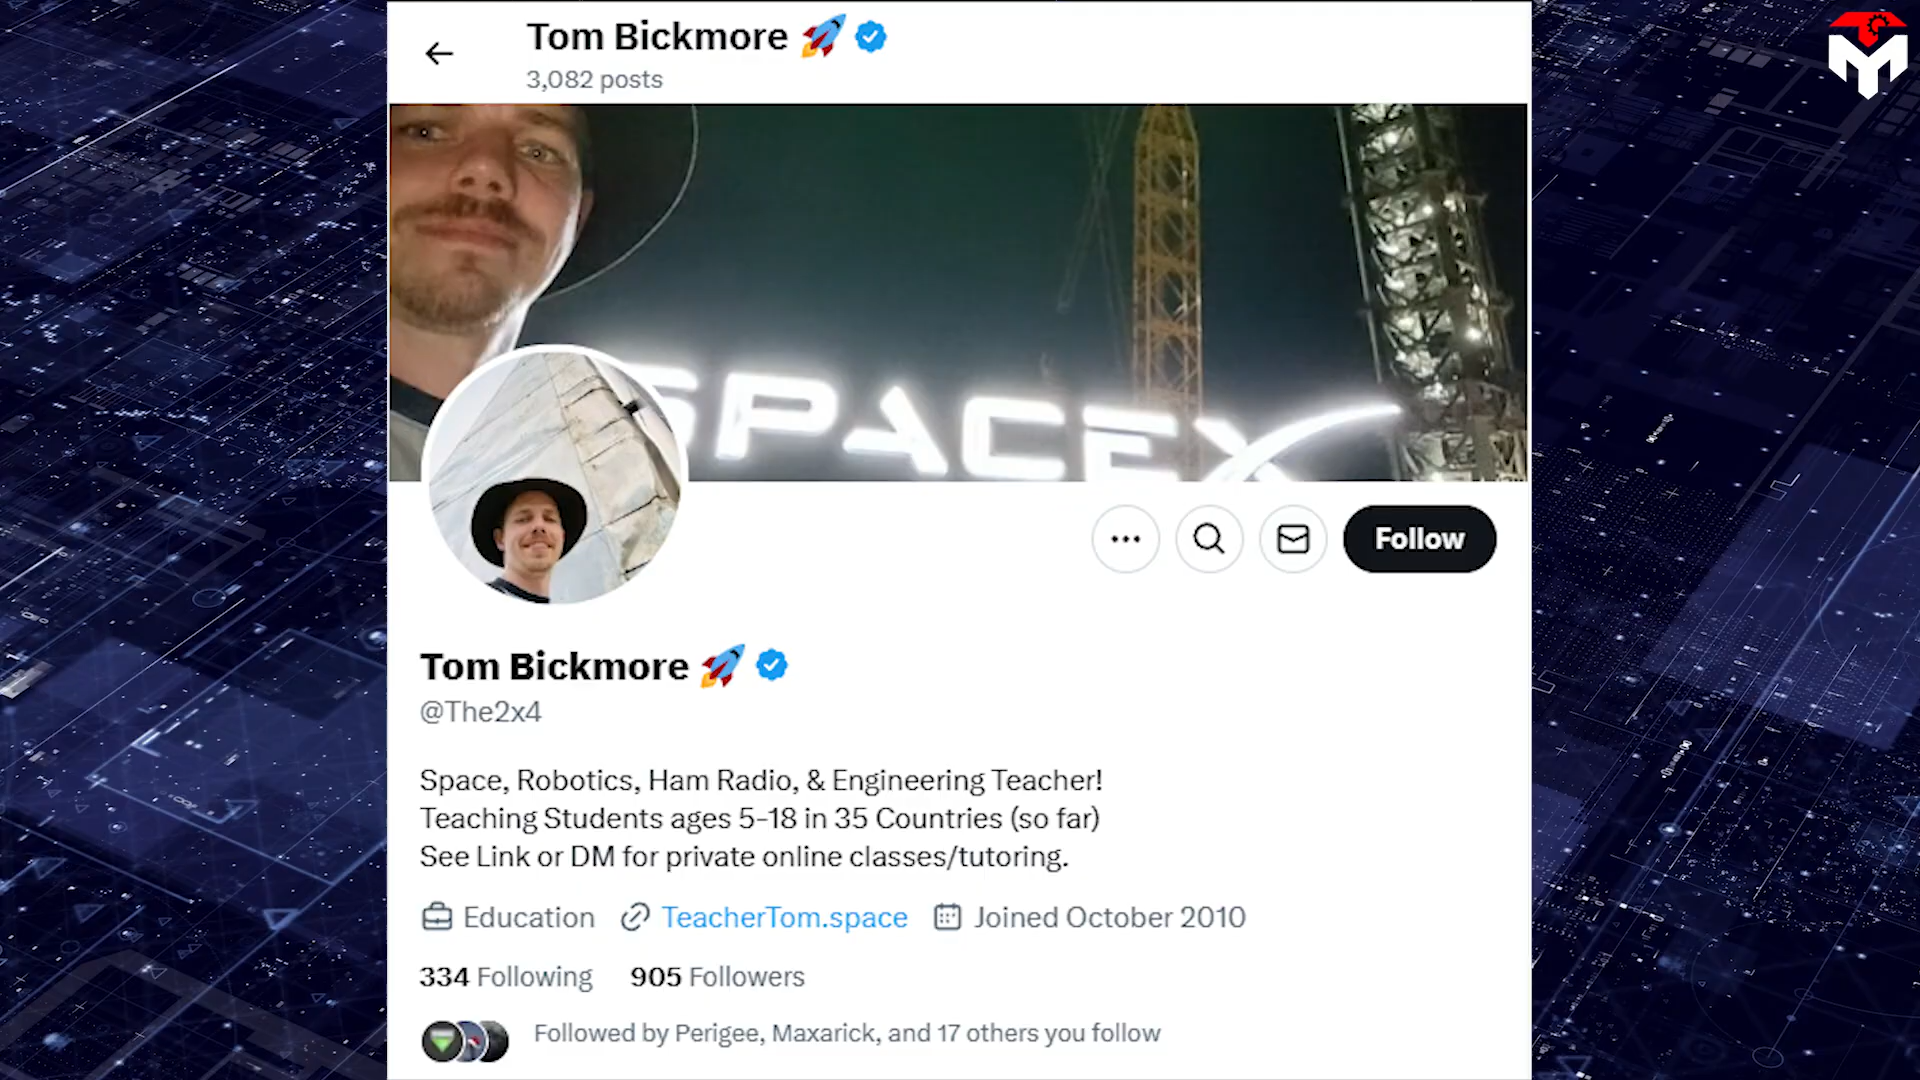 Tom Bickmore 🚀
3,082 posts
SPACEX
Follow
Tom Bickmore 🚀
@The2x4
Space, Robotics, Ham Radio, & Engineering Teacher!
Teaching Students ages 5-18 in 35 Countries (so far)
See Link or DM for private online classes/tutoring.
Education TeacherTom.space Joined October 2010
334 Following 905 Followers
Followed by Perigee, Maxarick, and 17 others you follow